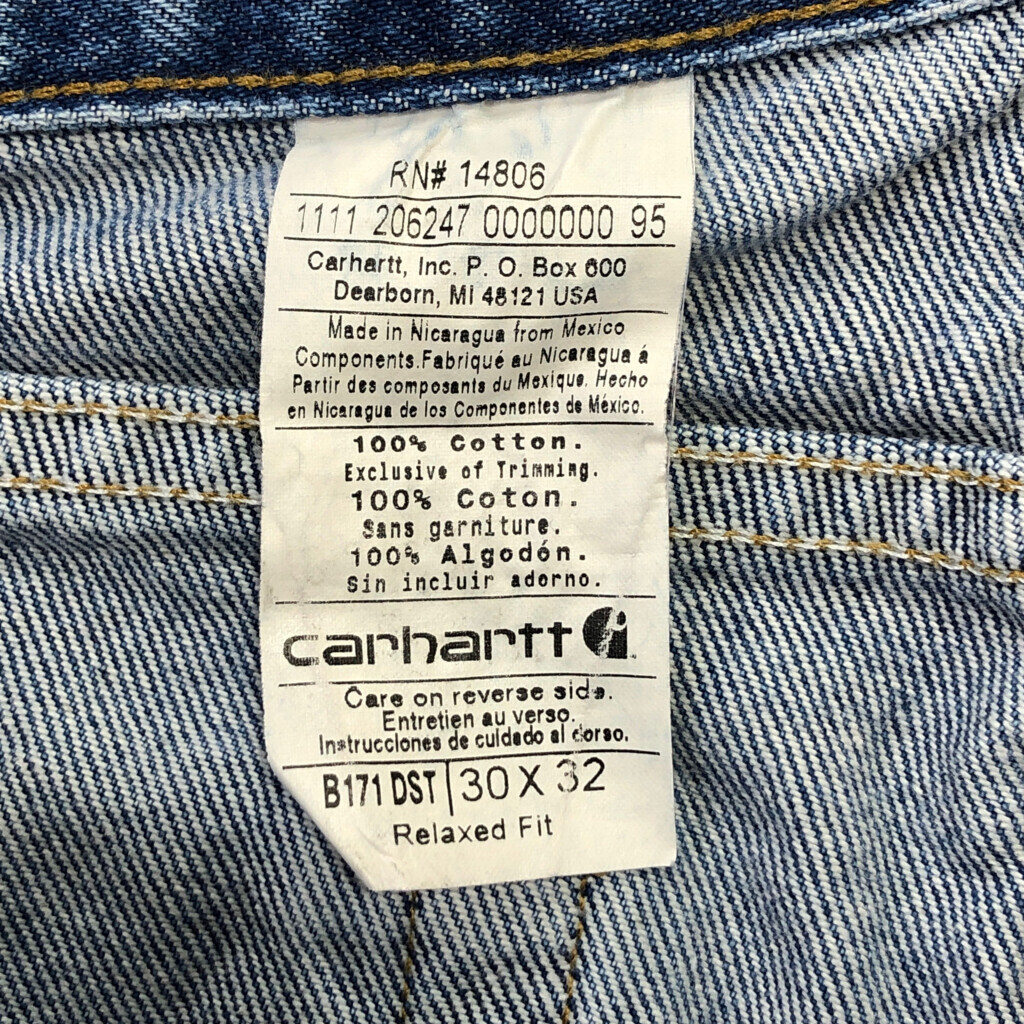 RN# 14806
1111 206247 0000000 95
Carhartt, Inc. P. O. Box 600
Dearborn, MI 48121 USA
Made in Nicaragua from Mexico
Components.Fabriqué au Nicaragua á
Partir des composants du Mexique. Hecho
en Nicaragua de los Componentes de México.
100% Cotton.
Exclusive of Trimming.
100% Coton.
Sans garniture.
100% Algodón.
Sin incluir adorno.
carhartt
Care on reverse side.
Entretien au verso.
Instrucciones de cuidado al dorso.
B171 DST | 30 X 32
Relaxed Fit